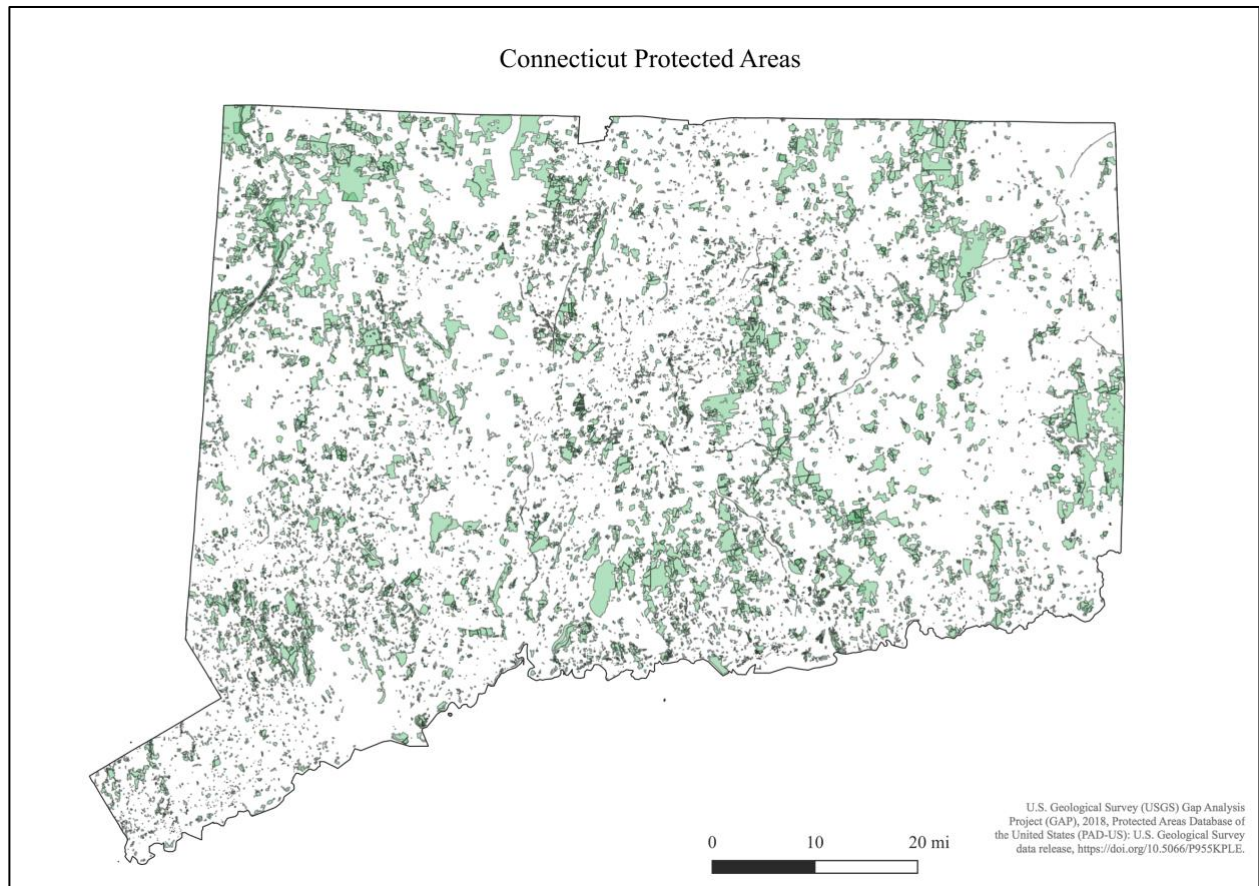 Connecticut Protected Areas
0 10 20 mi
U.S. Geological Survey (USGS) Gap Analysis
Project (GAP), 2018, Protected Areas Database of
the United States (PAD-US): U.S. Geological Survey
data release, https://doi.org/10.5066/P955KPLE.